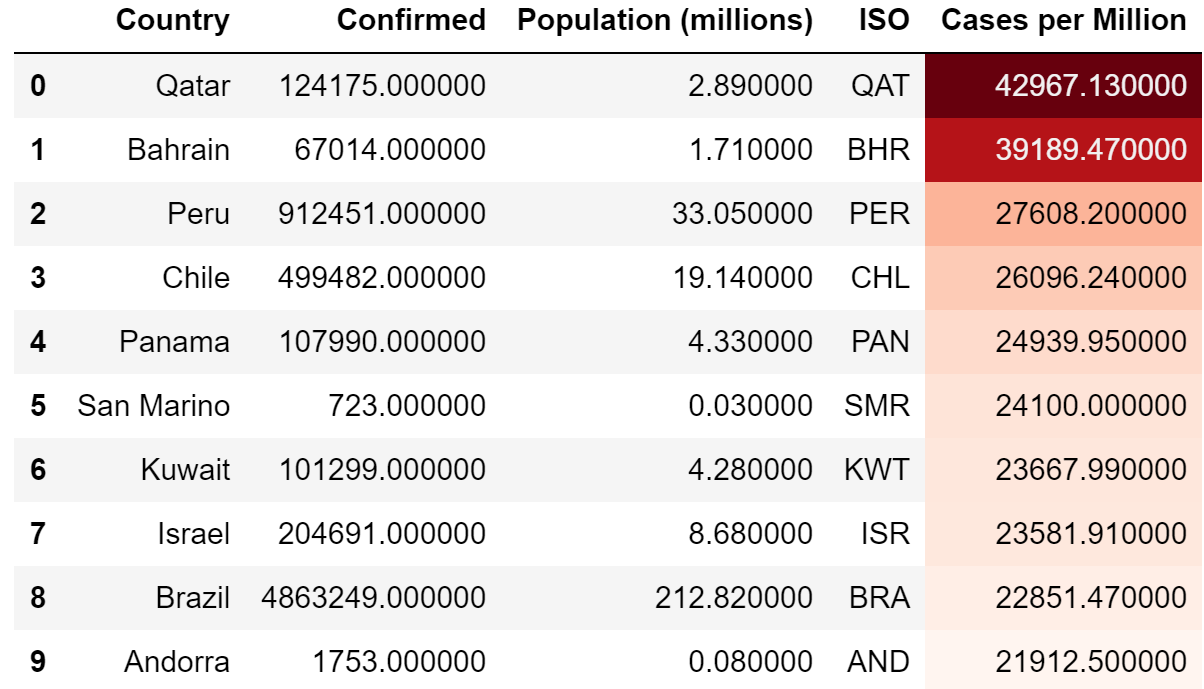 Country Confirmed Population (millions) ISO Cases per Million
0 Qatar 124175.000000 2.890000 QAT 42967.130000
1 Bahrain 67014.000000 1.710000 BHR 39189.470000
2 Peru 912451.000000 33.050000 PER 27608.200000
3 Chile 499482.000000 19.140000 CHL 26096.240000
4 Panama 107990.000000 4.330000 PAN 24939.950000
5 San Marino 723.000000 0.030000 SMR 24100.000000
6 Kuwait 101299.000000 4.280000 KWT 23667.990000
7 Israel 204691.000000 8.680000 ISR 23581.910000
8 Brazil 4863249.000000 212.820000 BRA 22851.470000
9 Andorra 1753.000000 0.080000 AND 21912.500000